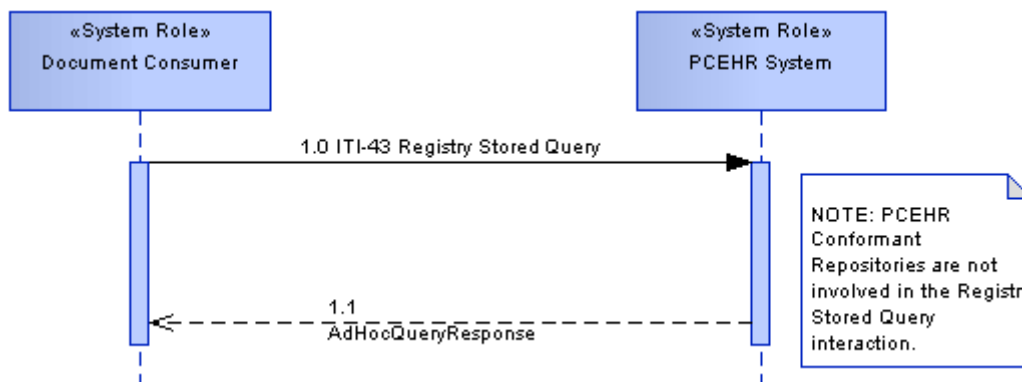 «System Role»
Document Consumer
«System Role»
PCEHR System
1.0 ITI-43 Registry Stored Query
NOTE: PCEHR
Conformant
Repositories are not
involved in the Registr
Stored Query
interaction.
1.1
AdHocQueryResponse